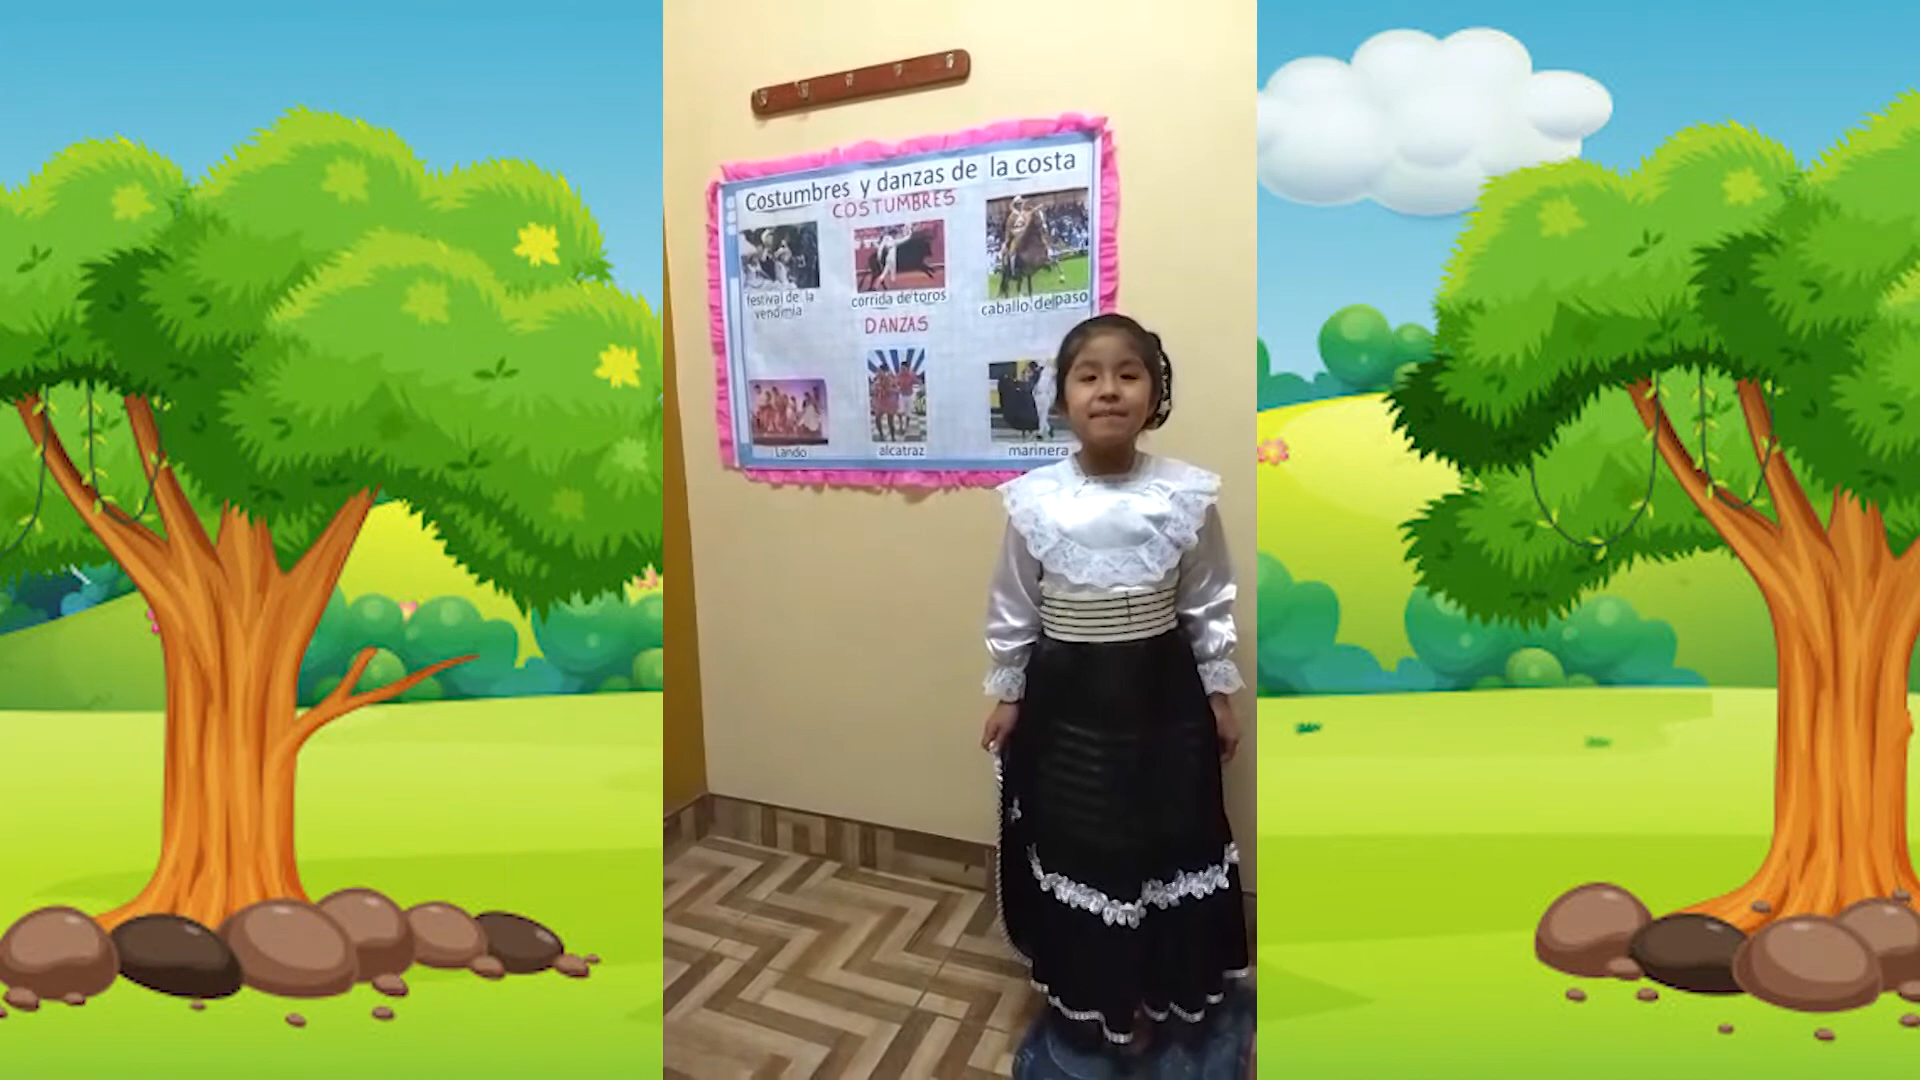 Costumbres y danzas de la costa
COSTUMBRES
festival de la
vendimia
corrida de toros
caballo de paso
DANZAS
Lando
alcatraz
marinera